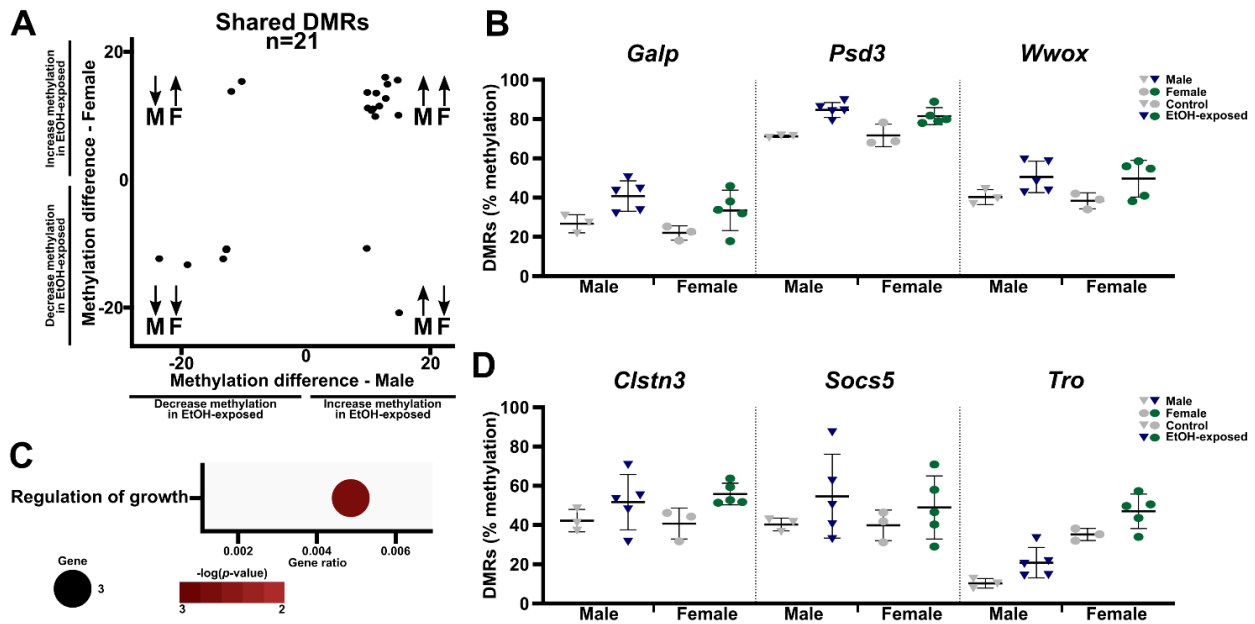 A
Shared DMRs
n=21
Increase methylation
in EtOH-exposed
Decrease methylation
in EtOH-exposed
Methylation difference - Female
20
0
-20
M F
M F
M F
M F
-20
0
20
Methylation difference - Male
Decrease methylation
in EtOH-exposed
Increase methylation
in EtOH-exposed
B
Galp
Psd3
Wwox
Male
Female
Control
EtOH-exposed
DMRs (% methylation)
100
80
60
40
20
0
Male
Female
Male
Female
Male
Female
C
Regulation of growth
0.002
0.004
0.006
Gene ratio
Gene
3
-log(p-value)
3
2
D
Clstn3
Socs5
Tro
Male
Female
Control
EtOH-exposed
DMRs (% methylation)
100
80
60
40
20
0
Male
Female
Male
Female
Male
Female